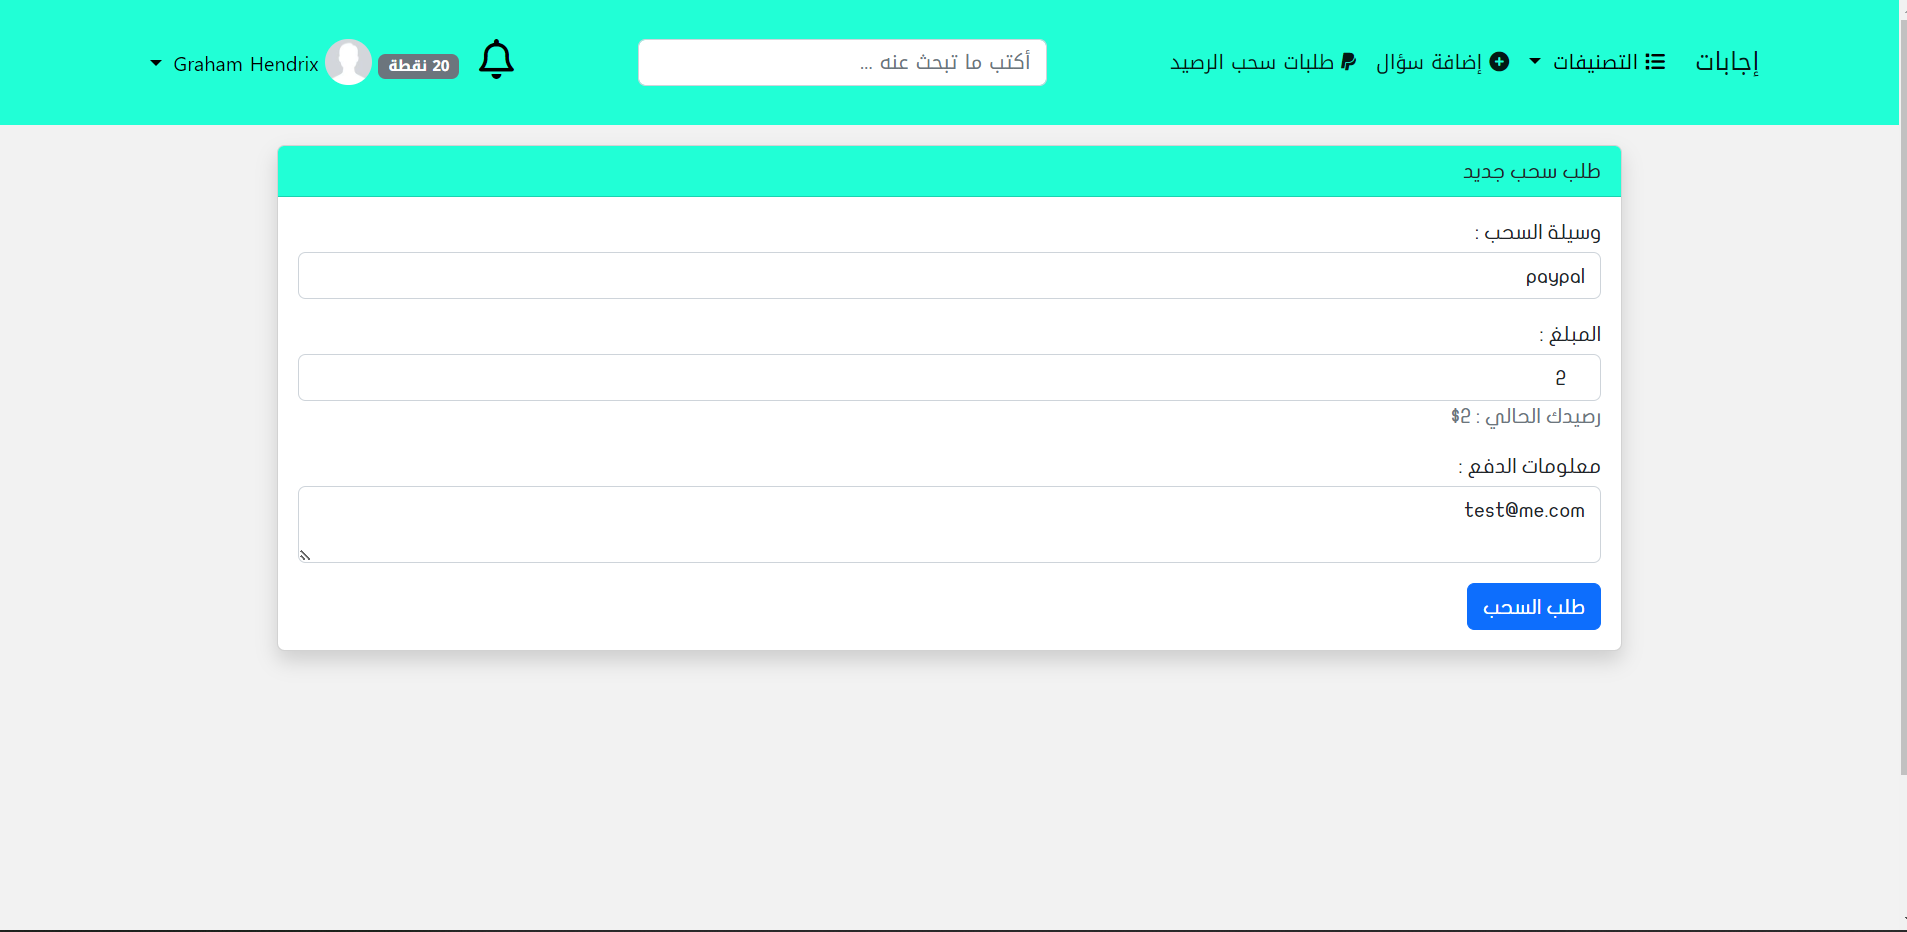 إجابات
التصنيفات
إضافة سؤال
طلبات سحب الرصيد
أكتب ما تبحث عنه ...
20 نقطة
Graham Hendrix
طلب سحب جديد
وسيلة السحب :
paypal
المبلغ :
2
رصيدك الحالي : 2$
معلومات الدفع :
test@me.com
طلب السحب